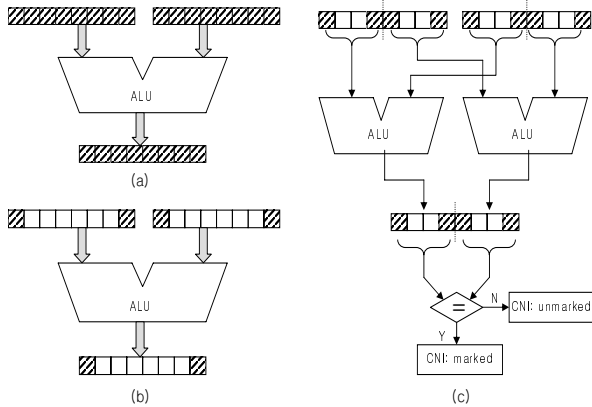 ALU
(a)
ALU
(b)
ALU
ALU
=
N
CNI: unmarked
Y
CNI: marked
(c)